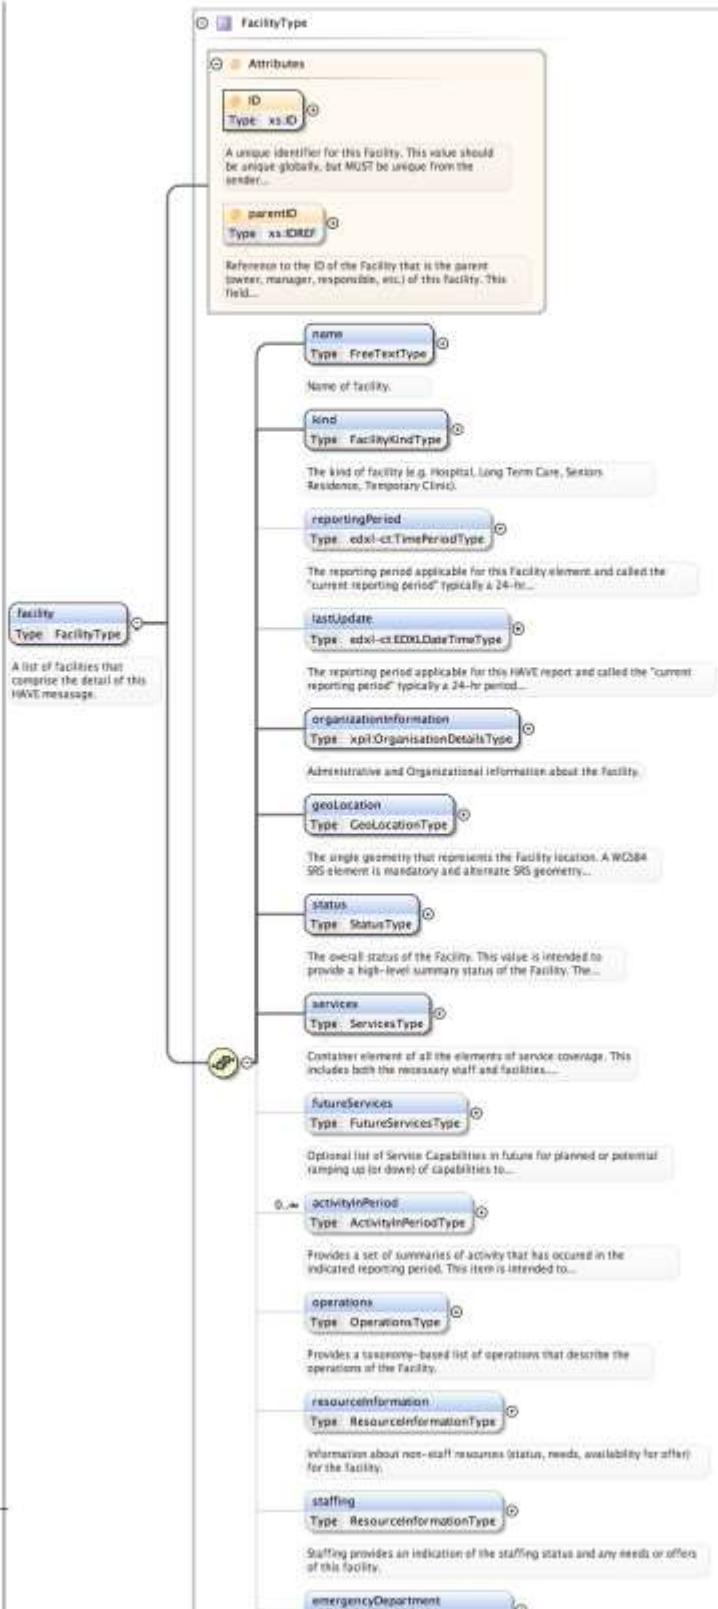 FacilityType
Attributes
ID
Type xs:ID
A unique identifier for this Facility. This value should
be unique globally, but MUST be unique from the
sender...
parentID
Type xs:IDREF
Reference to the ID of the Facility that is the parent
(owner, manager, responsible, etc.) of this facility. This
field...
name
Type FreeTextType
Name of facility.
kind
Type FacilityKindType
The kind of facility (e.g. Hospital, Long Term Care, Seniors
Residence, Temporary Clinic).
reportingPeriod
Type edxl-ct:TimePeriodType
The reporting period applicable for this Facility element and called the
"current reporting period" typically a 24-hr...
facility
Type FacilityType
A list of facilities that
comprise the detail of this
HAVE mesasage.
lastUpdate
Type edxl-ct:EDXLDateTimeType
The reporting period applicable for this HAVE report and called the "current
reporting period" typically a 24-hr period...
organizationInformation
Type xpil:OrganisationDetailsType
Administrative and Organizational information about the Facility.
geoLocation
Type GeoLocationType
The single geometry that represents the Facility location. A WGS84
SRS element is mandatory and alternate SRS geometry...
status
Type StatusType
The overall status of the Facility. This value is intended to
provide a high-level summary status of the Facility. The...
services
Type ServicesType
Container element of all the elements of service coverage. This
includes both the necessary staff and facilities....
futureServices
Type FutureServicesType
Optional list of Service Capabilities in future for planned or potential
ramping up (or down) of capabilities to...
0..∞
activityInPeriod
Type ActivityInPeriodType
Provides a set of summaries of activity that has occured in the
indicated reporting period. This item is intended to...
operations
Type OperationsType
Provides a taxonomy-based list of operations that describe the
operations of the Facility.
resourceInformation
Type ResourceInformationType
Information about non-staff resources (status, needs, availability for offer)
for the facility.
staffing
Type ResourceInformationType
Staffing provides an indication of the staffing status and any needs or offers
of this facility.
emergencyDepartment